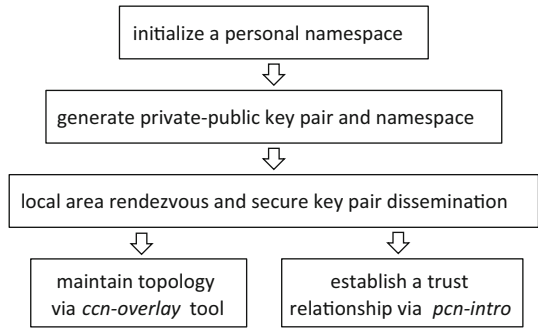 initialize a personal namespace
generate private-public key pair and namespace
local area rendezvous and secure key pair dissemination
maintain topology
via ccn-overlay tool
establish a trust
relationship via pcn-intro